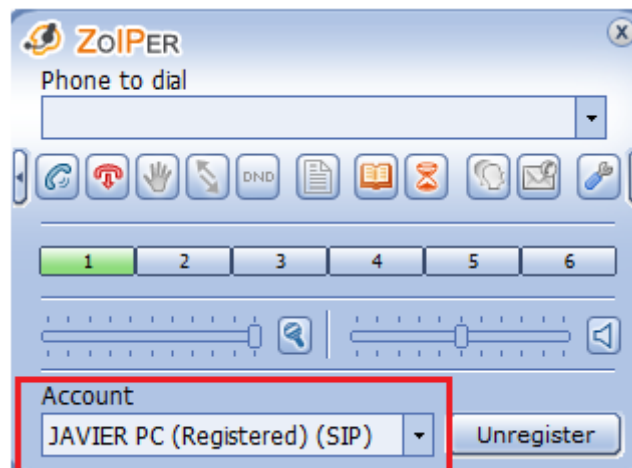 ZOIPER
Phone to dial
DND
1 2 3 4 5 6
Account
JAVIER PC (Registered) (SIP)
Unregister